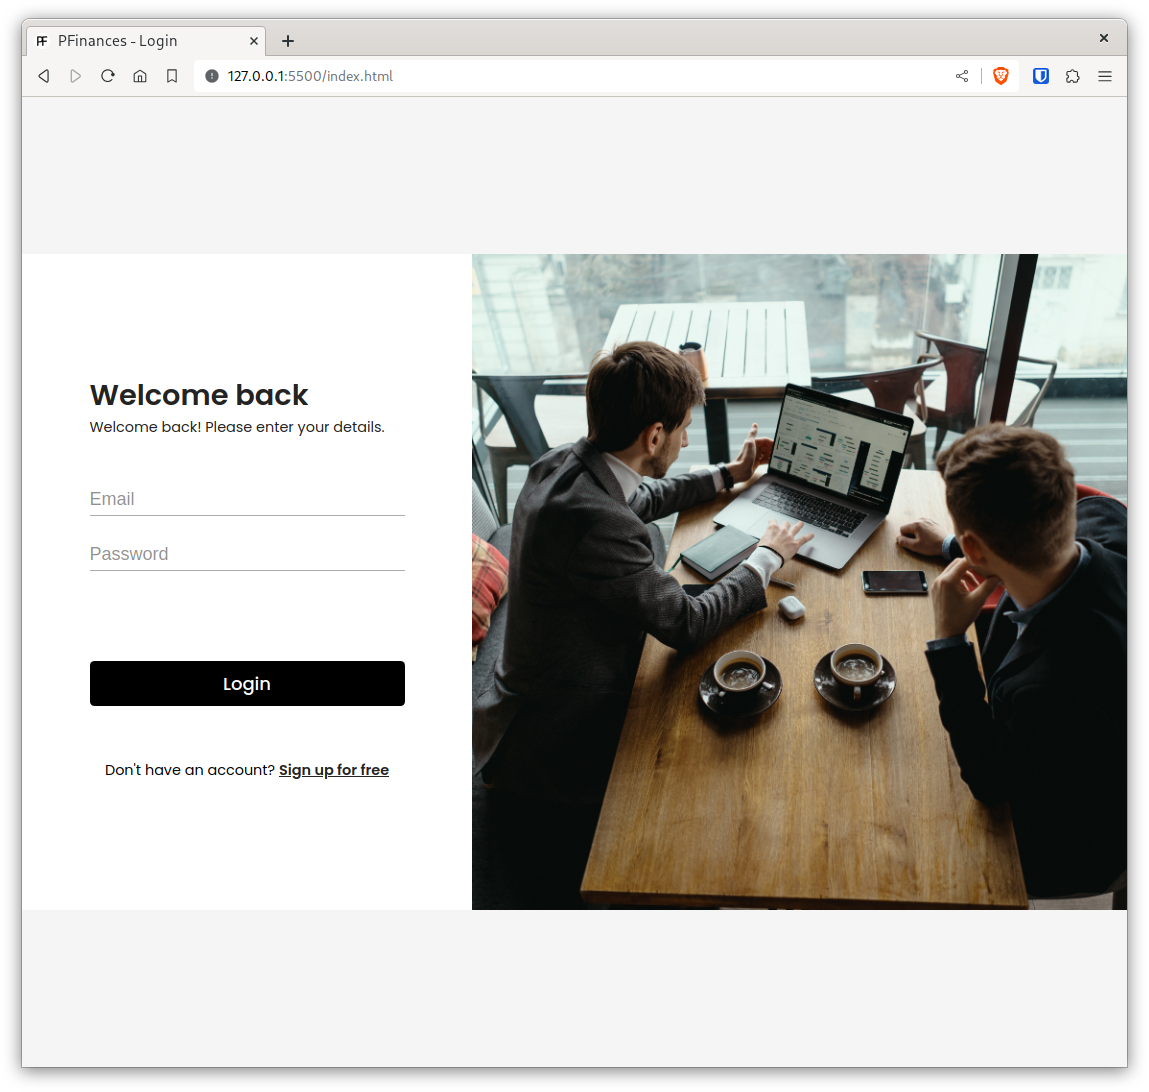 PF PFinances - Login
127.0.0.1:5500/index.html
Welcome back
Welcome back! Please enter your details.
Email
Password
Login
Don't have an account? Sign up for free